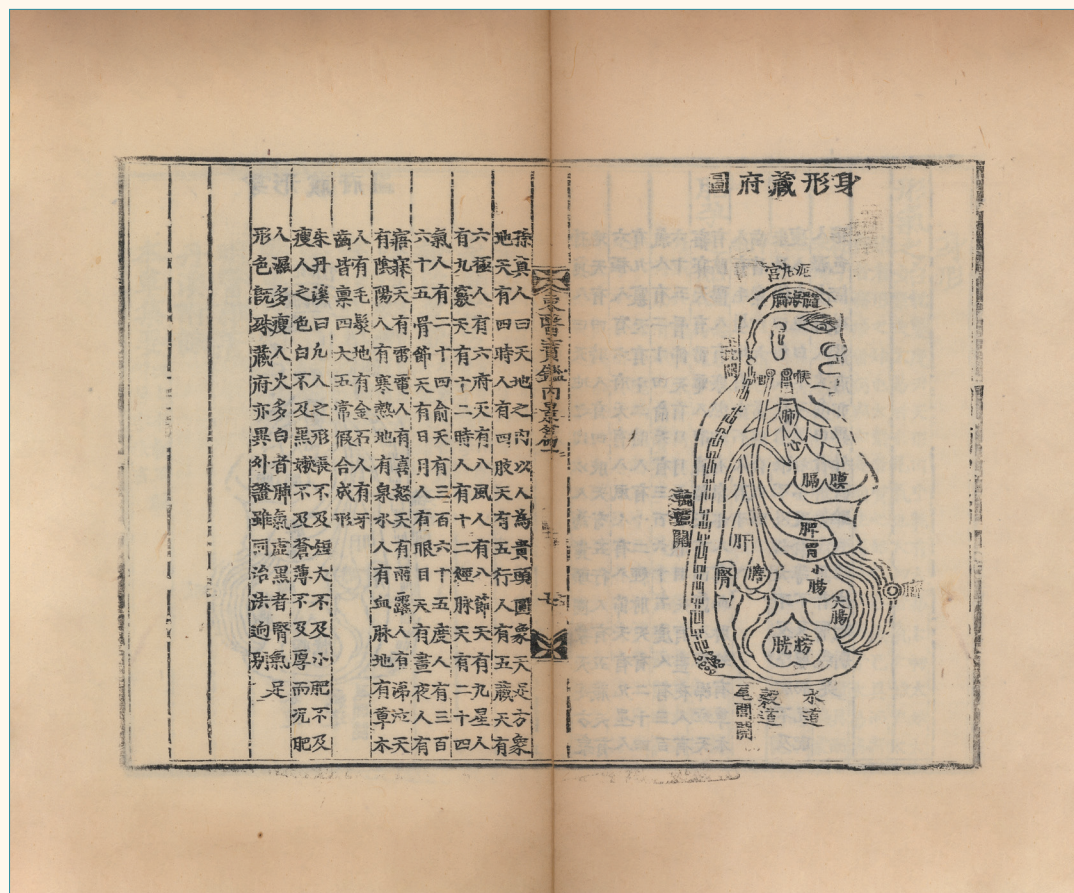 身形藏府圖
泥丸宮
髓海腦
玉枕關
喉
咽
肺
心
膈膜
脾
胃
肝
轆轤關
小腸
大腸
膽
腎
膀胱
水道
穀道
尾閭關
東醫寶鑑內景篇卷一
孫真人曰天地之內以人為貴頭圓象天足方象
地天有四時人有四肢天有五行人有五藏天有
六極人有六府天有八風人有八節天有九星人
有九竅天有十二時人有十二經脉天有二十四
氣人有二十四俞天有三百六十五度人有三百
六十五骨節天有日月人有眼目天有晝夜人有
寤寐天有雷電人有喜怒天有雨露人有涕泣天
有陰陽人有寒熱地有泉水人有血脉地有草木
人有毛髮地有金石人有牙
齒皆禀四大五常假合成形
朱丹溪曰凡人之形長不及短大不及小肥不及
瘦人之色白不及黑嫩不及蒼薄不及厚而况肥
人濕多瘦人火多白者肺氣虛黑者腎氣足
形色旣殊藏府亦異外證雖同治法逈别